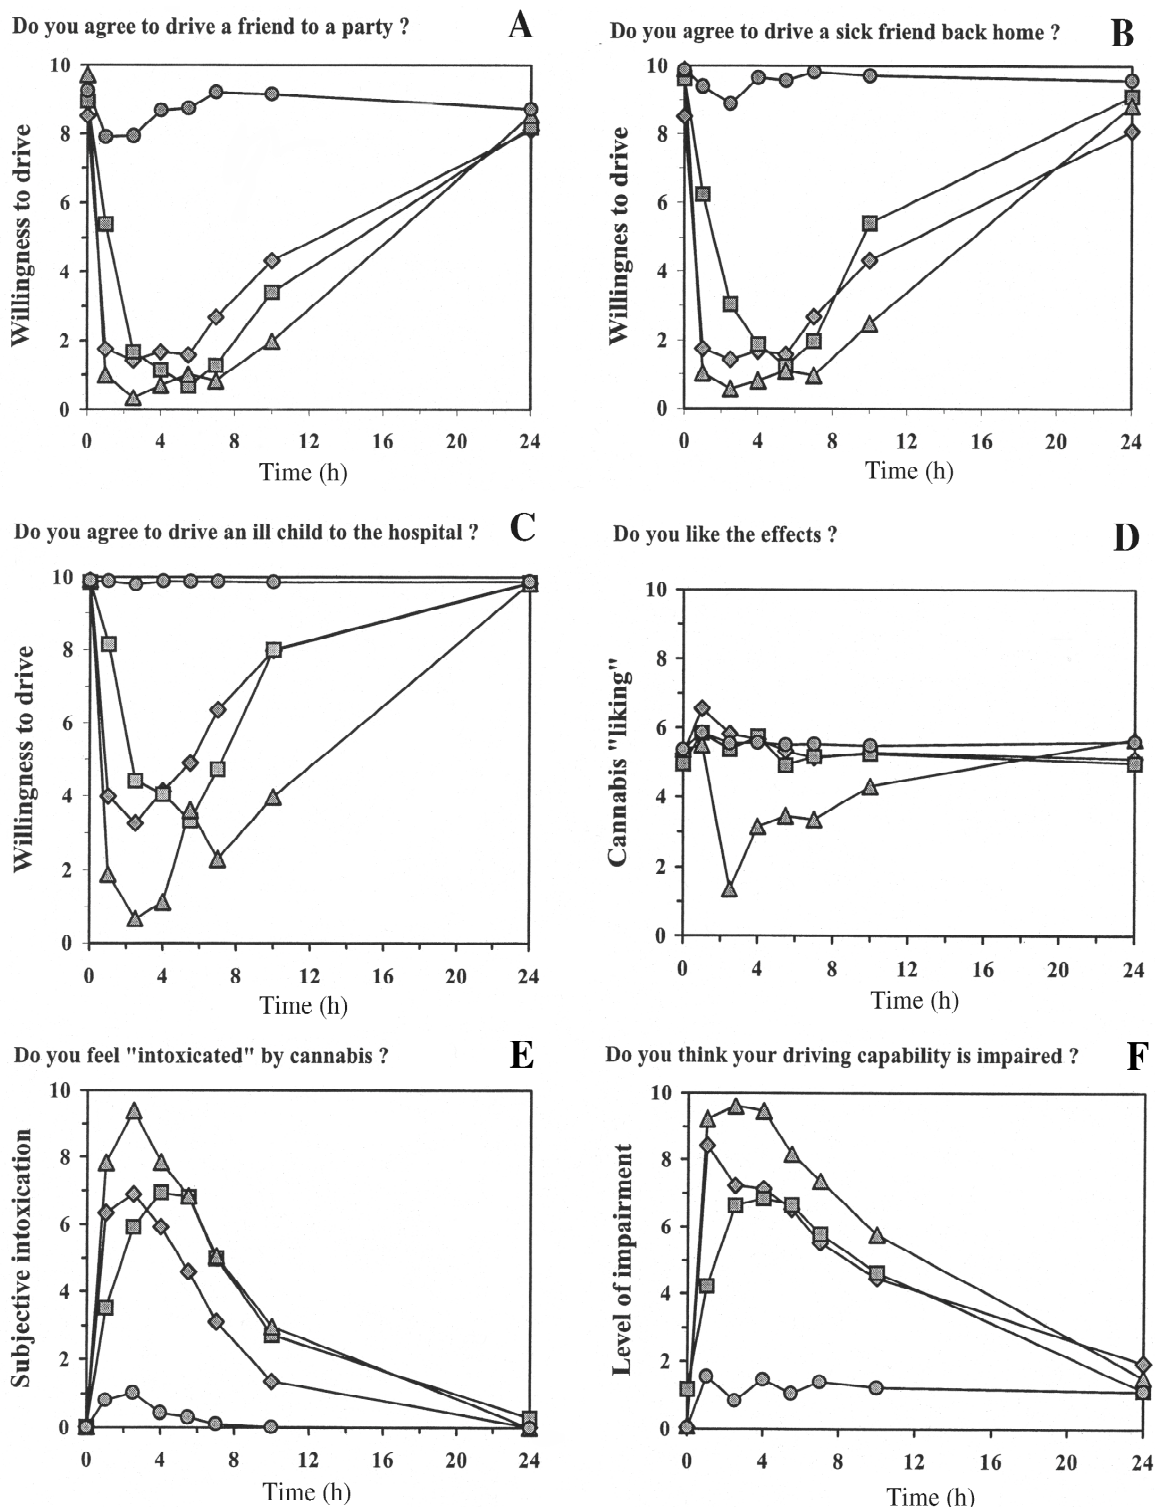 Do you agree to drive a friend to a party ? A
10
8
6
4
2
0
Willingness to drive
0 4 8 12 16 20 24
Time (h)
Do you agree to drive a sick friend back home ? B
10
8
6
4
2
0
Willingnes to drive
0 4 8 12 16 20 24
Time (h)
Do you agree to drive an ill child to the hospital ? C
10
8
6
4
2
0
Willingness to drive
0 4 8 12 16 20 24
Time (h)
Do you like the effects ? D
10
8
6
4
2
0
Cannabis "liking"
0 4 8 12 16 20 24
Time (h)
Do you feel "intoxicated" by cannabis ? E
10
8
6
4
2
0
Subjective intoxication
0 4 8 12 16 20 24
Time (h)
Do you think your driving capability is impaired ? F
10
8
6
4
2
0
Level of impairment
0 4 8 12 16 20 24
Time (h)